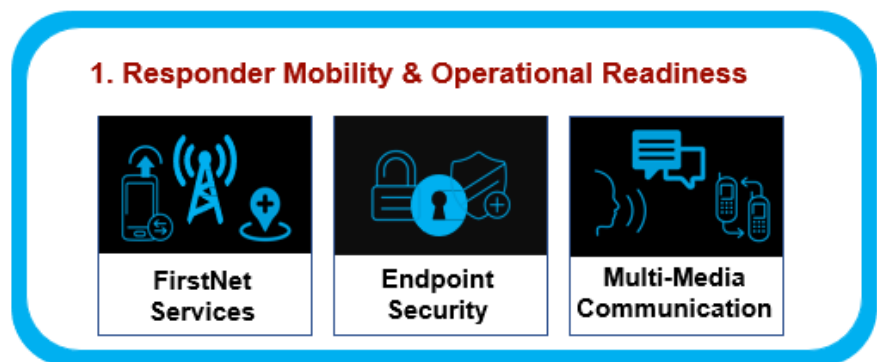 1. Responder Mobility & Operational Readiness
FirstNet
Services
Endpoint
Security
Multi-Media
Communication